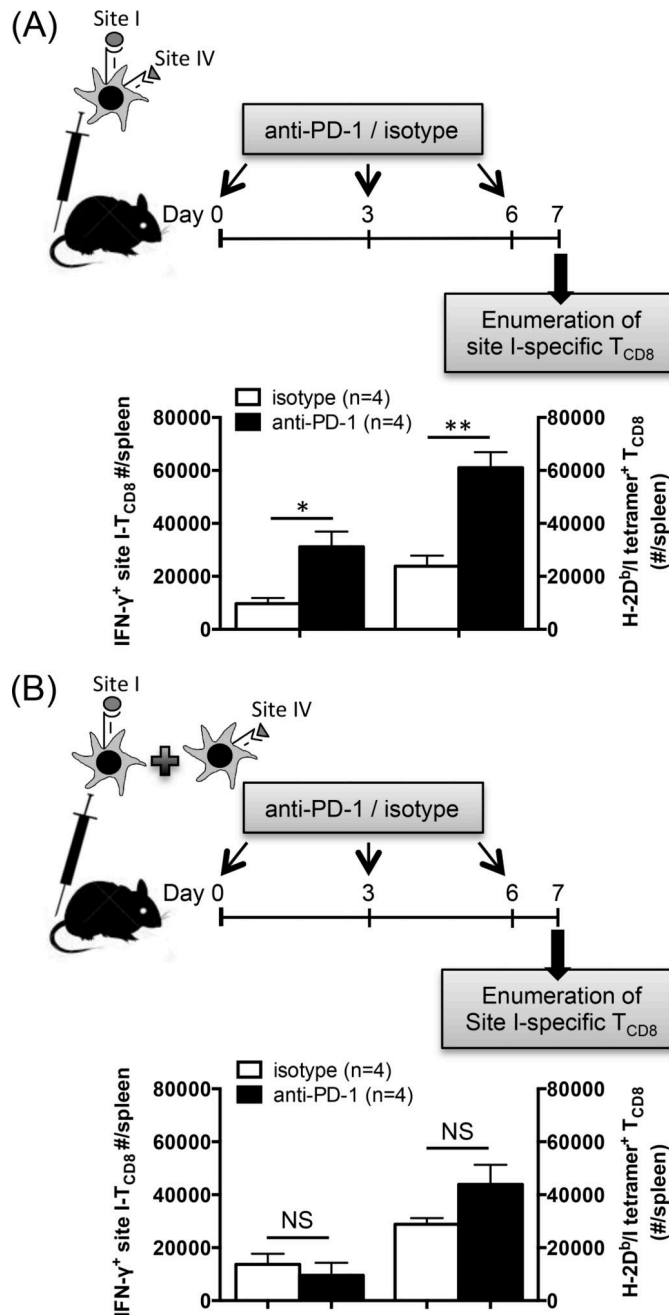 (A)
Site I
Site IV
anti-PD-1 / isotype
Day 0 3 6 7
Enumeration of
site I-specific TCD8
isotype (n=4)
anti-PD-1 (n=4)
IFN-γ+ site I-TCD8 #/spleen
80000
60000
40000
20000
0
*
**
80000
60000
40000
20000
0
H-2Db/I tetramer+ TCD8
(#/spleen)
(B)
Site I
Site IV
anti-PD-1 / isotype
Day 0 3 6 7
Enumeration of
Site I-specific TCD8
isotype (n=4)
anti-PD-1 (n=4)
IFN-γ+ site I-TCD8 #/spleen
80000
60000
40000
20000
0
NS
NS
80000
60000
40000
20000
0
H-2Db/I tetramer+ TCD8
(#/spleen)